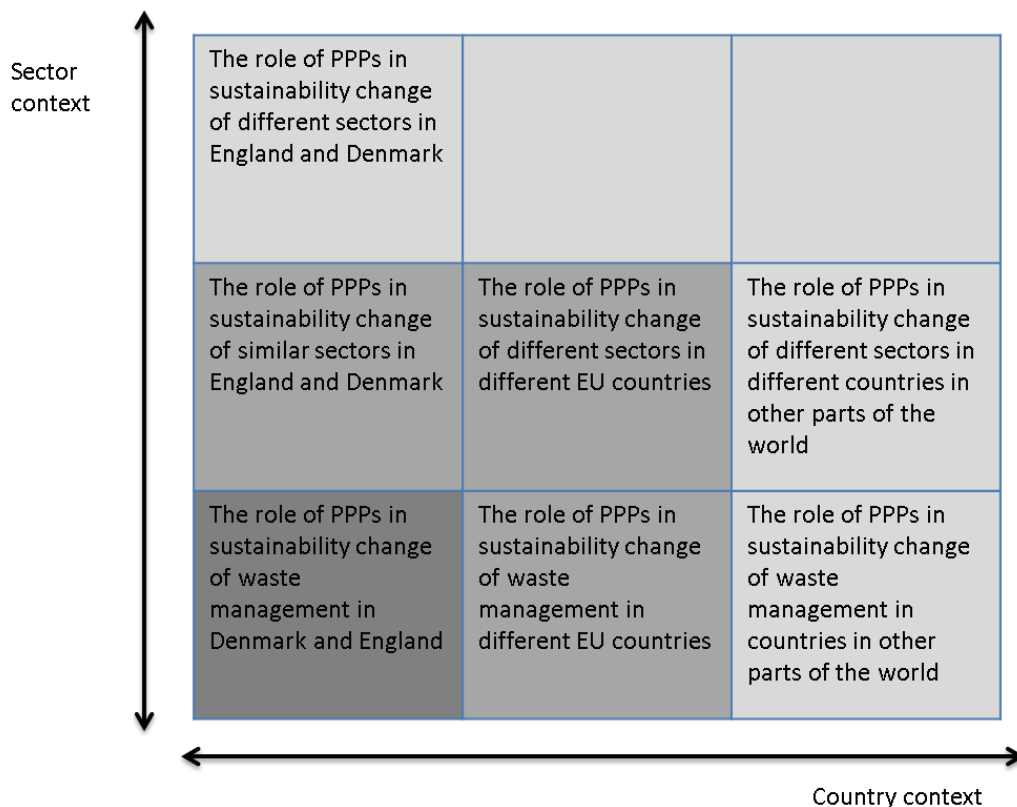 Sector
context
The role of PPPs in
sustainability change
of different sectors in
England and Denmark
The role of PPPs in
sustainability change
of similar sectors in
England and Denmark
The role of PPPs in
sustainability change
of different sectors in
different EU countries
The role of PPPs in
sustainability change
of different sectors in
different countries in
other parts of the
world
The role of PPPs in
sustainability change
of waste
management in
Denmark and England
The role of PPPs in
sustainability change
of waste
management in
different EU countries
The role of PPPs in
sustainability change
of waste
management in
countries in other
parts of the world
Country context